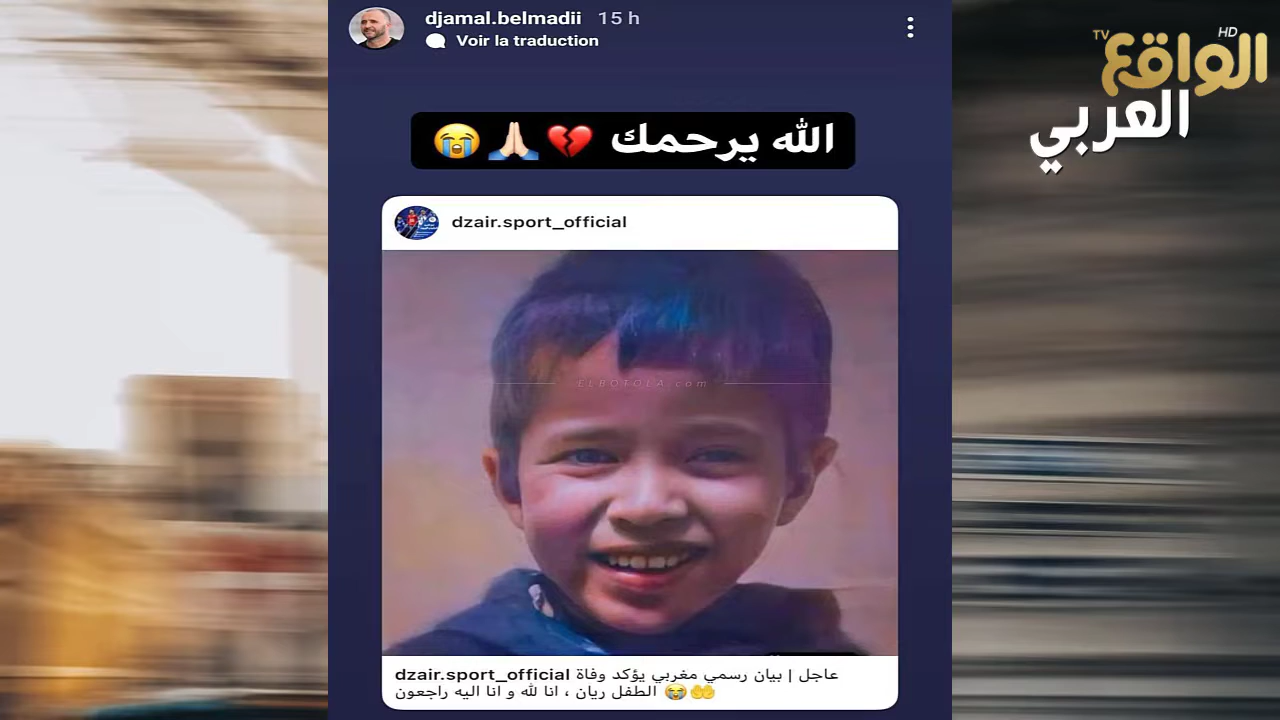 djamal.belmadii 15 h
Voir la traduction
TV الواقع HD
العربي
الله يرحمك 💔🙏🏻😭
dzair.sport_official
ELBOTOLA.com
dzair.sport_official عاجل | بيان رسمي مغربي يؤكد وفاة
الطفل ريان ، انا لله و انا اليه راجعون 😭🤲